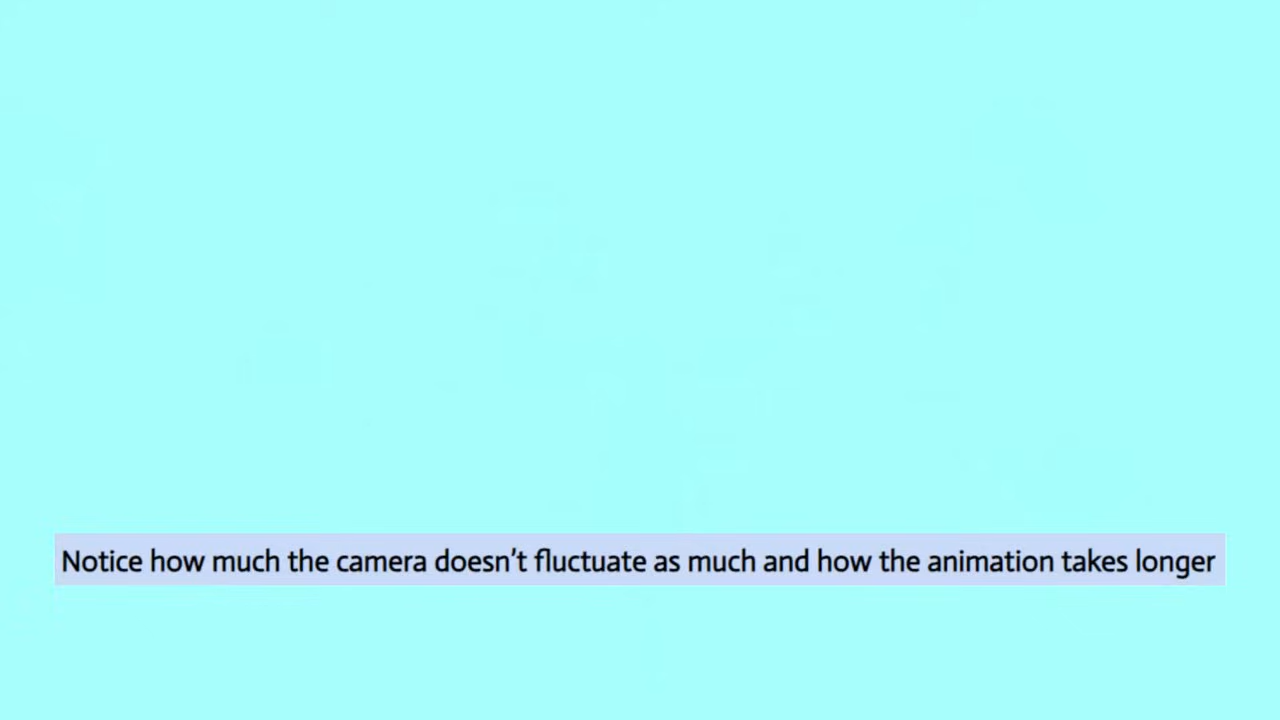 Notice how much the camera doesn't fluctuate as much and how the animation takes longer